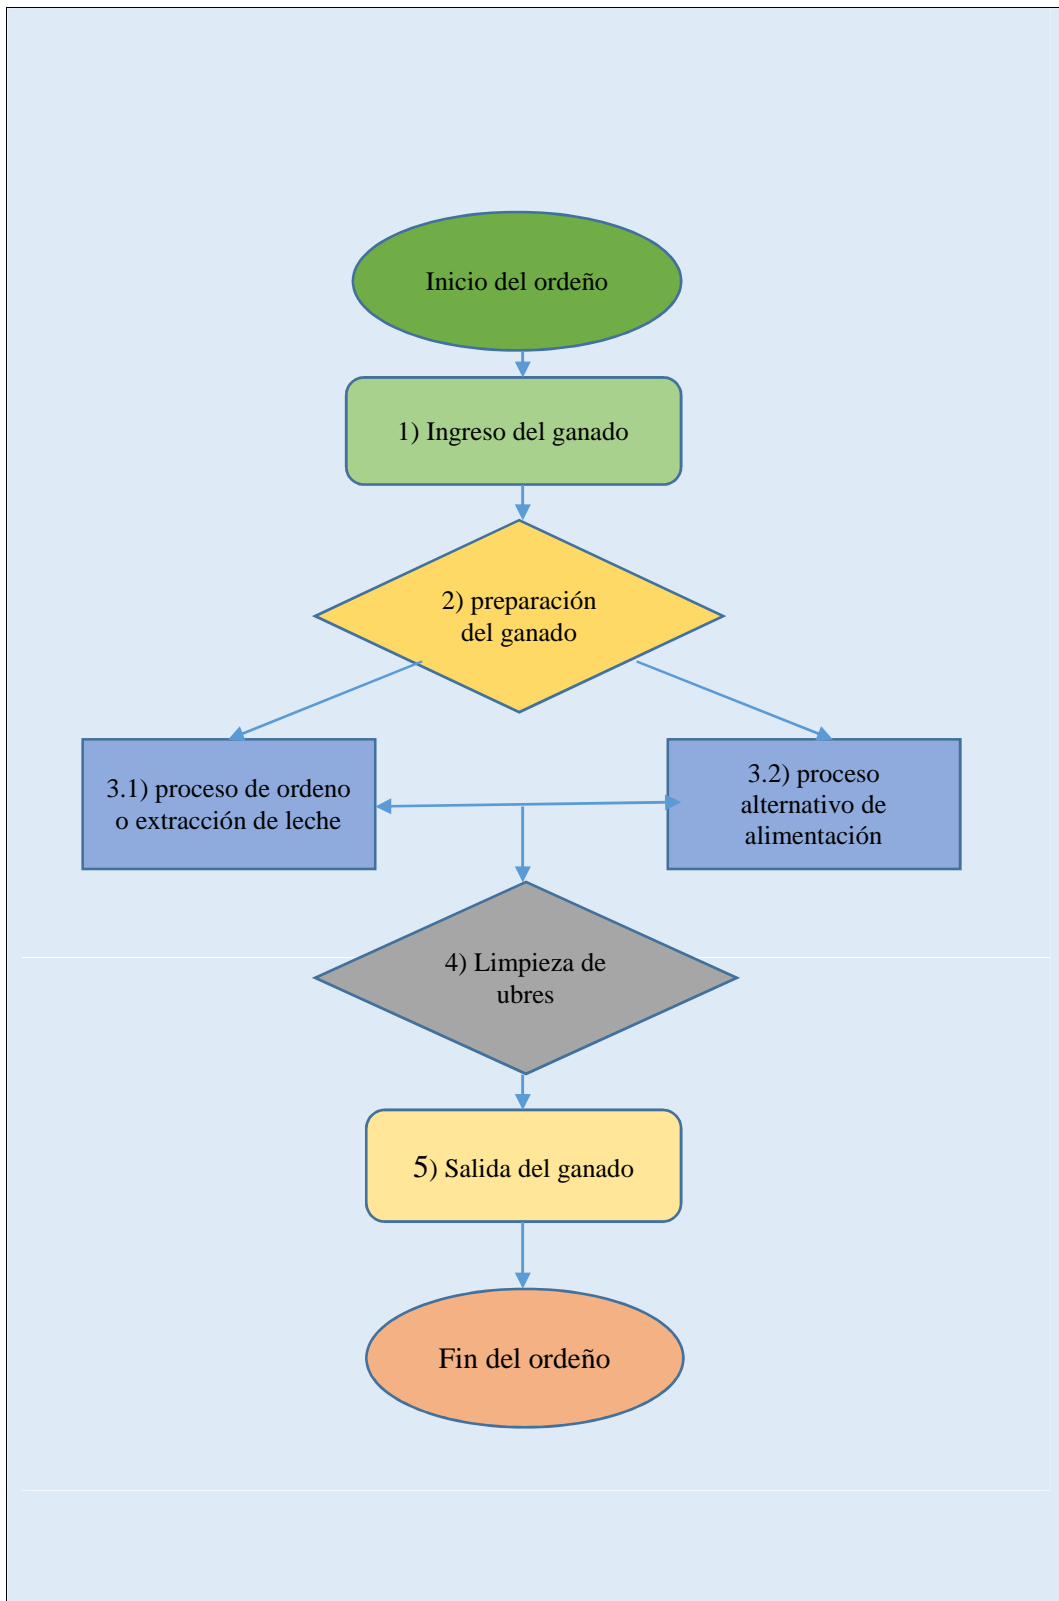 Inicio del ordeño
1) Ingreso del ganado
2) preparación
del ganado
3.1) proceso de ordeno
o extracción de leche
3.2) proceso
alternativo de
alimentación
4) Limpieza de
ubres
5) Salida del ganado
Fin del ordeño